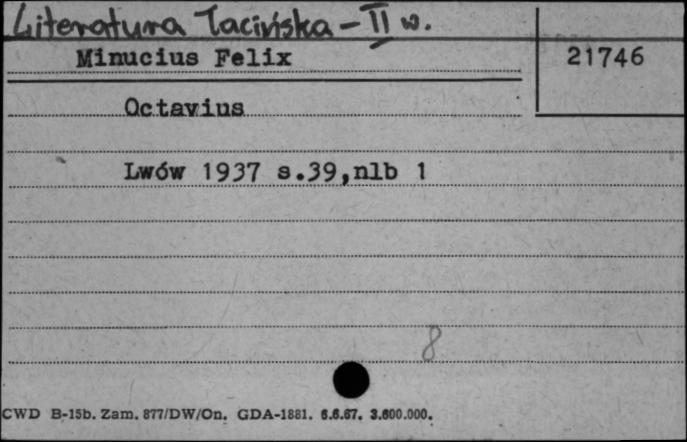 Literatura łacińska - II w.
Minucius Felix 21746
Octavius
Lwów 1937 s.39,nlb 1
8
CWD B-15b. Zam. 877/DW/On. GDA-1881. 6.6.67. 3.600.000.